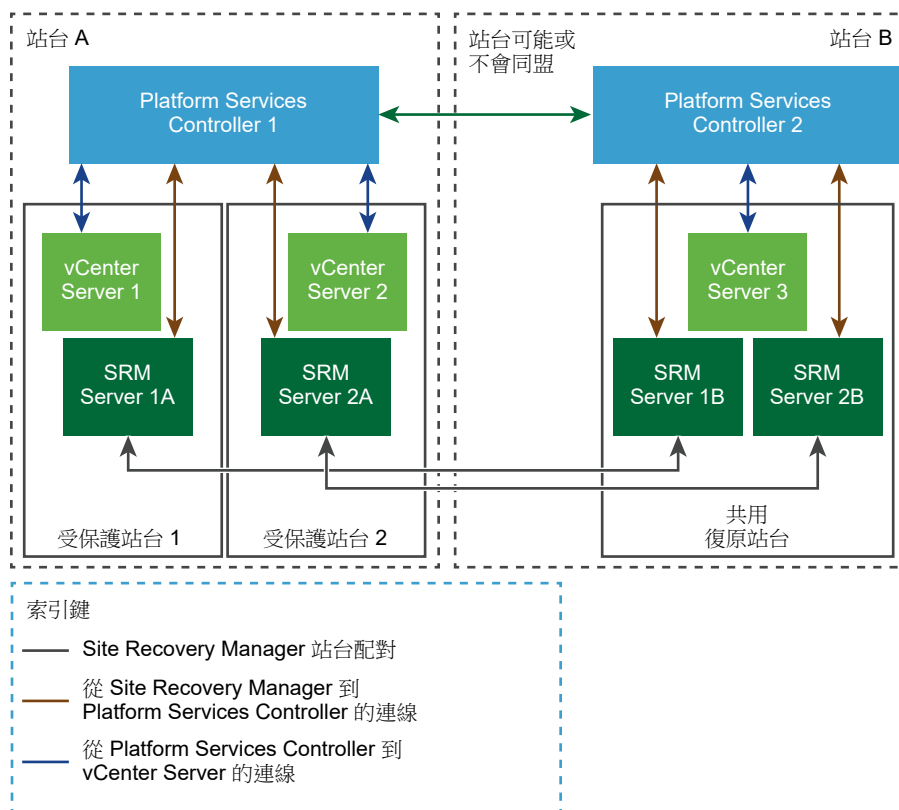 站台 A
站台可能或
不會同盟
站台 B
Platform Services
Controller 1
Platform Services
Controller 2
vCenter
Server 1
vCenter
Server 2
vCenter
Server 3
SRM
Server 1A
SRM
Server 2A
SRM
Server 1B
SRM
Server 2B
受保護站台 1
受保護站台 2
共用
復原站台
索引鍵
Site Recovery Manager 站台配對
從 Site Recovery Manager 到
Platform Services Controller 的連線
從 Platform Services Controller 到
vCenter Server 的連線